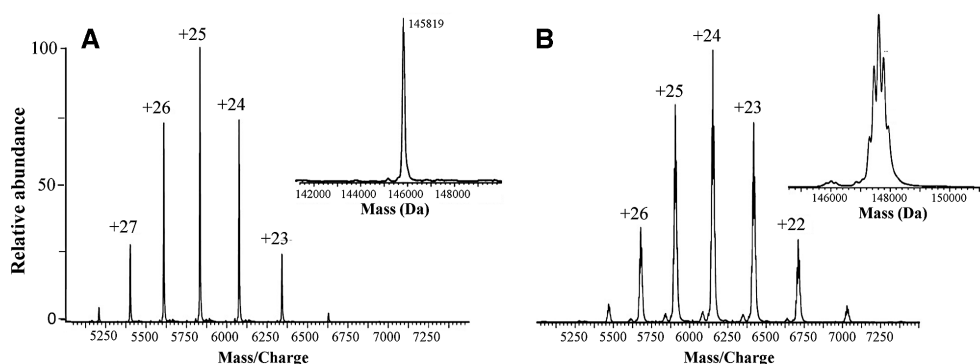 A
B
+25
145819
+24
100
+26
+24
+25
+23
142000 144000 146000 148000
146000 148000 150000
Mass (Da)
Mass (Da)
50
Relative abundance
+27
+23
+26
+22
0
5250 5500 5750 6000 6250 6500 6750 7000 7250
5250 5500 5750 6000 6250 6500 6750 7000 7250
Mass/Charge
Mass/Charge